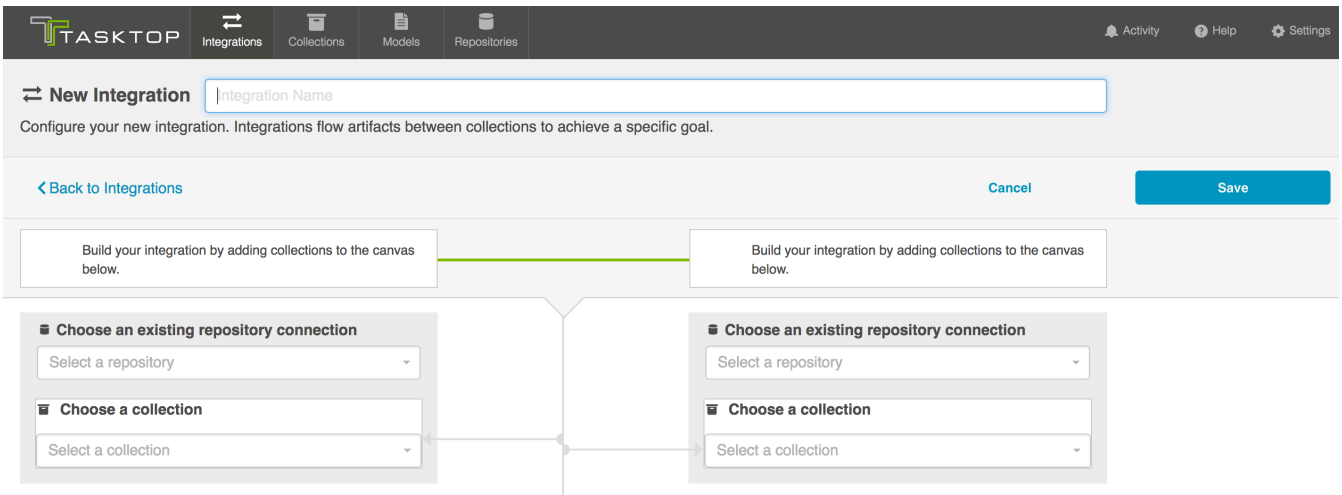 TASKTOP
Integrations
Collections
Models
Repositories
Activity
Help
Settings
New Integration
Integration Name
Configure your new integration. Integrations flow artifacts between collections to achieve a specific goal.
Back to Integrations
Cancel
Save
Build your integration by adding collections to the canvas
below.
Build your integration by adding collections to the canvas
below.
Choose an existing repository connection
Select a repository
Choose a collection
Select a collection
Choose an existing repository connection
Select a repository
Choose a collection
Select a collection